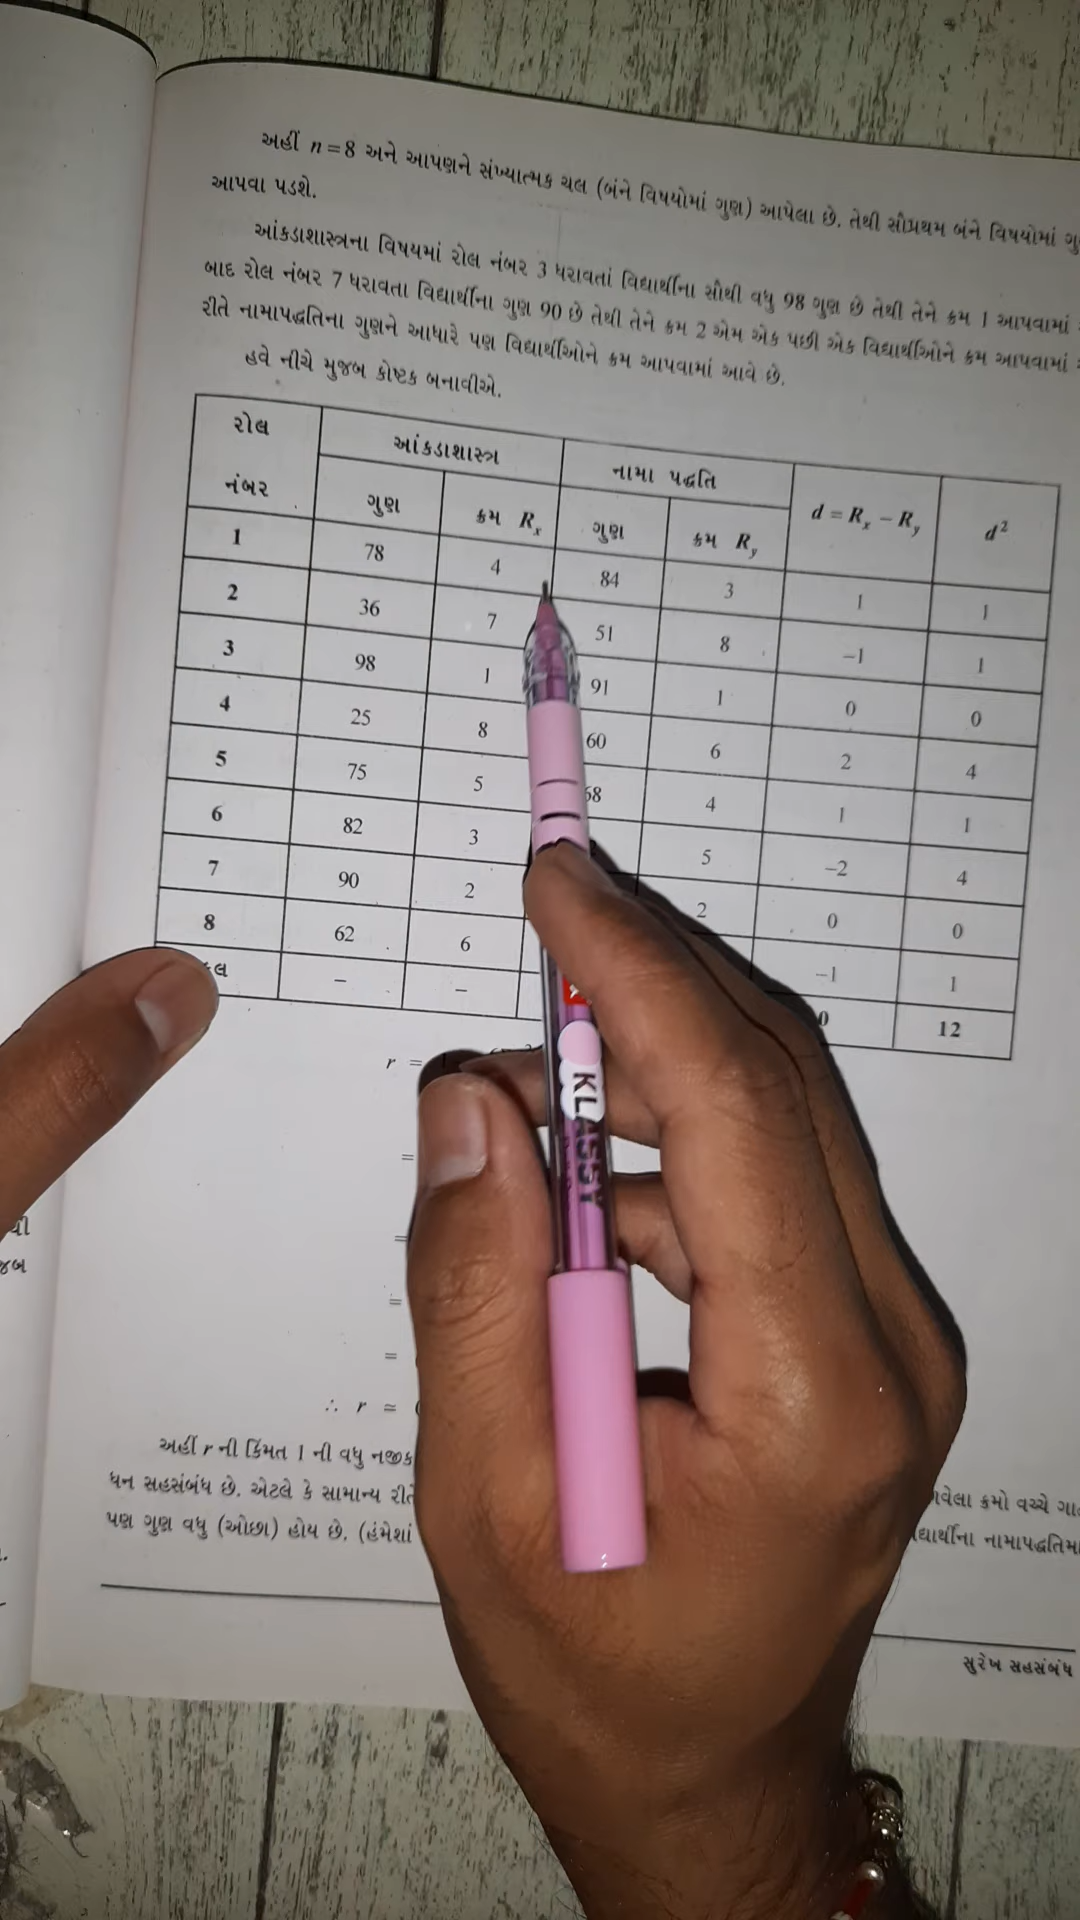 અહીં n = 8 અને આપણને સંખ્યાત્મક ચલ (બંને વિષયોમાં ગુણ) આપેલા છે. તેથી સૌપ્રથમ બંને વિષયોમાં
આપવા પડશે.
આંકડાશાસ્ત્રના વિષયમાં રોલ નંબર 3 ધરાવતાં વિદ્યાર્થીના સૌથી વધુ 98 ગુણ છે તેથી તેને ક્રમ 1 આપવામાં
બાદ રોલ નંબર 7 ધરાવતા વિદ્યાર્થીના ગુણ 90 છે તેથી તેને ક્રમ 2 એમ એક પછી એક વિદ્યાર્થીઓને ક્રમ આપવામાં
રીતે નામાપદ્ધતિના ગુણને આધારે પણ વિદ્યાર્થીઓને ક્રમ આપવામાં આવે છે.
હવે નીચે મુજબ કોષ્ટક બનાવીએ.
રોલ નંબર આંકડાશાસ્ત્ર નામા પદ્ધતિ d = Rx − Ry d²
ગુણ ક્રમ Rx ગુણ ક્રમ Ry
1 78 4 84 3 1 1
2 36 7 51 8 −1 1
3 98 1 91 1 0 0
4 25 8 60 6 2 4
5 75 5 68 4 1 1
6 82 3 5 −2 4
7 90 2 2 0 0
8 62 6 −1 1
– – 0 12
r =
=
=
=
=
∴ r ≃
અહીં r ની કિંમત 1 ની વધુ નજીક
ધન સહસંબંધ છે. એટલે કે સામાન્ય રીતે
પણ ગુણ વધુ (ઓછા) હોય છે. (હંમેશાં
ક્રમો વચ્ચે
નામાપદ્ધતિમાં
સુરેખ સહસંબંધ
KLASSY